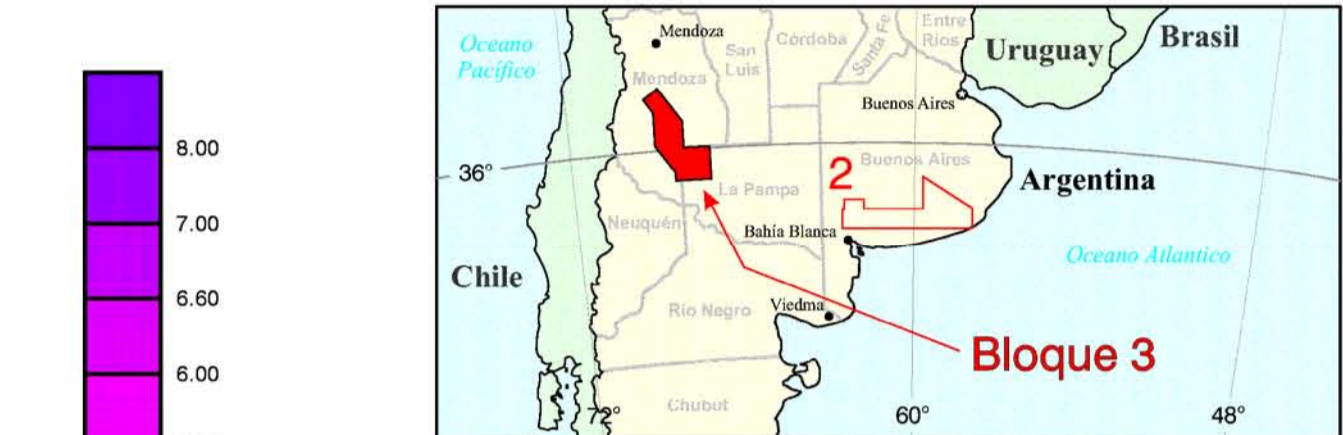 8.00
7.00
6.60
6.00
Oceano
Pacífico
Mendoza
Mendoza
San
Luis
Córdoba
Santa Fe
Entre
Rios
Uruguay
Brasil
Buenos Aires
36°
Buenos Aires
2
La Pampa
Argentina
Neuquén
Bahía Blanca
Oceano Atlantico
Chile
Río Negro
Viedma
Bloque 3
Chubut
72°
60°
48°